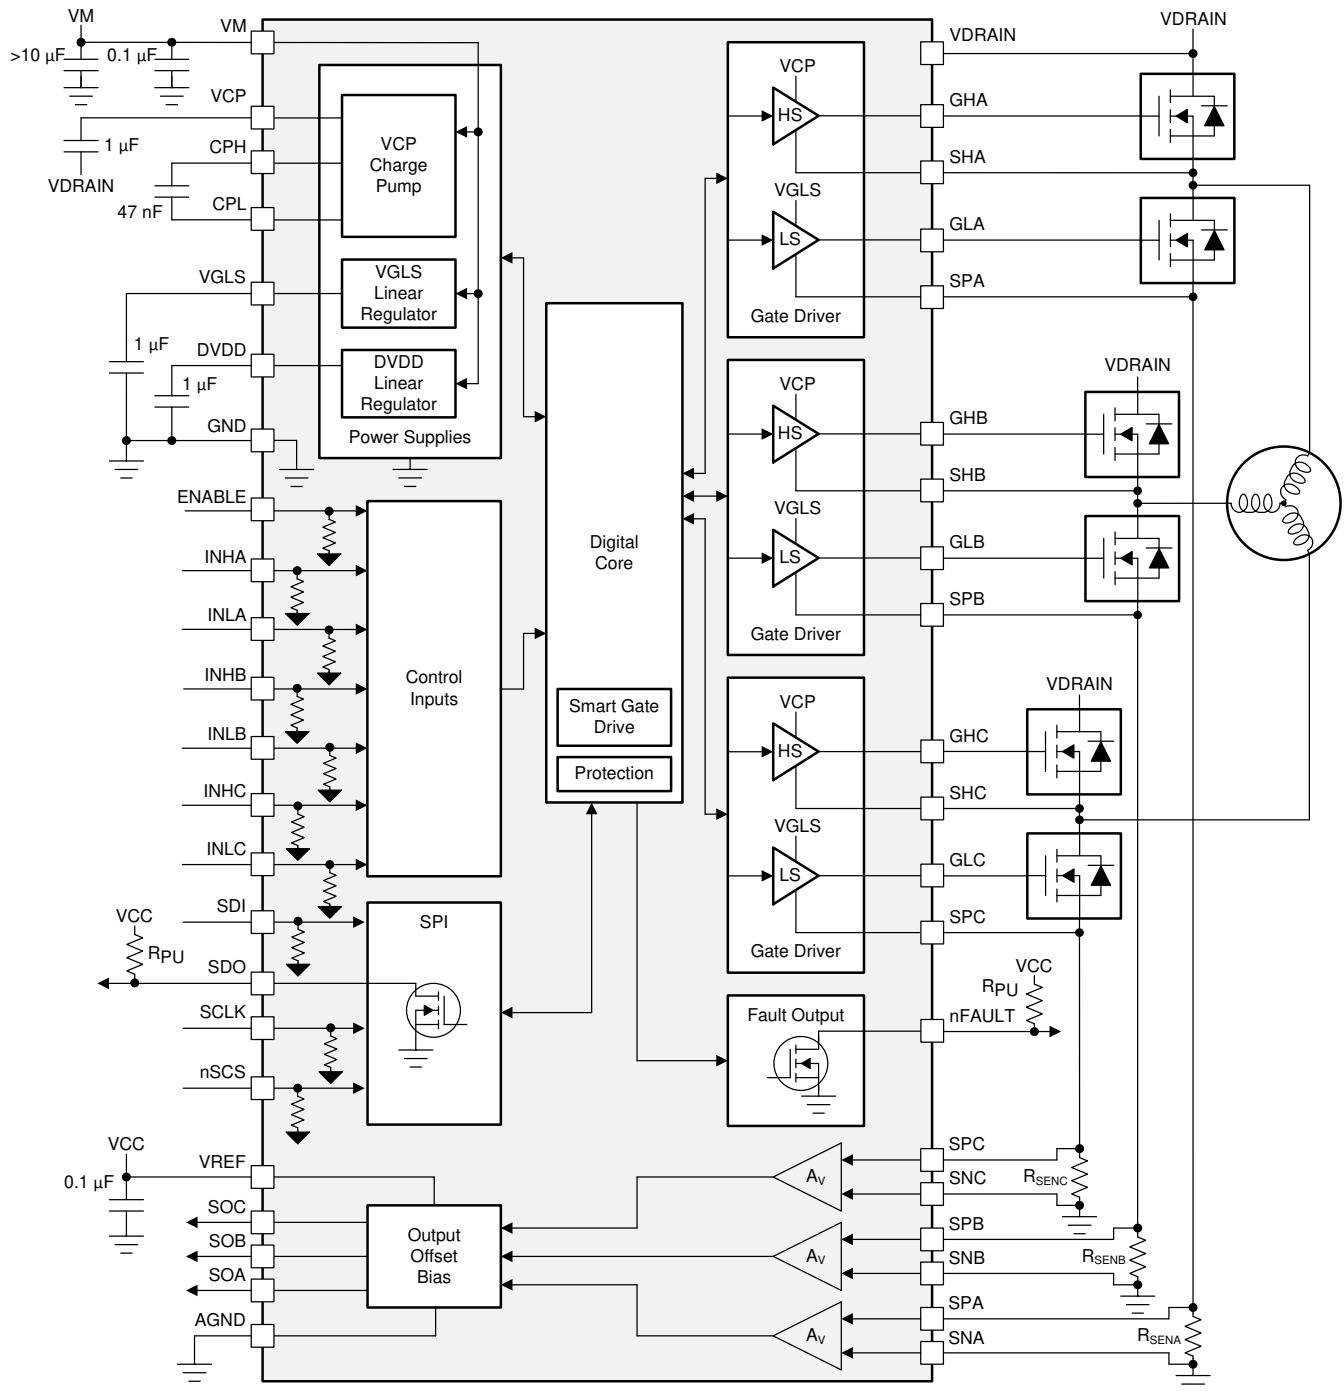 VM
>10 µF
0.1 µF
VM
VCP
1 µF
VDRAIN
CPH
47 nF
CPL
VCP
Charge
Pump
VGLS
VGLS
Linear
Regulator
1 µF
DVDD
1 µF
DVDD
Linear
Regulator
GND
Power Supplies
ENABLE
INHA
INLA
INHB
INLB
INHC
INLC
Control
Inputs
SDI
VCC
RPU
SDO
SCLK
nSCS
SPI
VCC
VREF
0.1 µF
SOC
SOB
SOA
AGND
Output
Offset
Bias
Digital
Core
Smart Gate
Drive
Protection
VCP
HS
VGLS
LS
Gate Driver
VCP
HS
VGLS
LS
Gate Driver
VCP
HS
VGLS
LS
Gate Driver
Fault Output
AV
AV
AV
VDRAIN
VDRAIN
GHA
SHA
GLA
SPA
VDRAIN
GHB
SHB
GLB
SPB
VDRAIN
GHC
SHC
GLC
SPC
VCC
RPU
nFAULT
SPC
SNC
RSENC
SPB
SNB
RSENB
SPA
SNA
RSENA